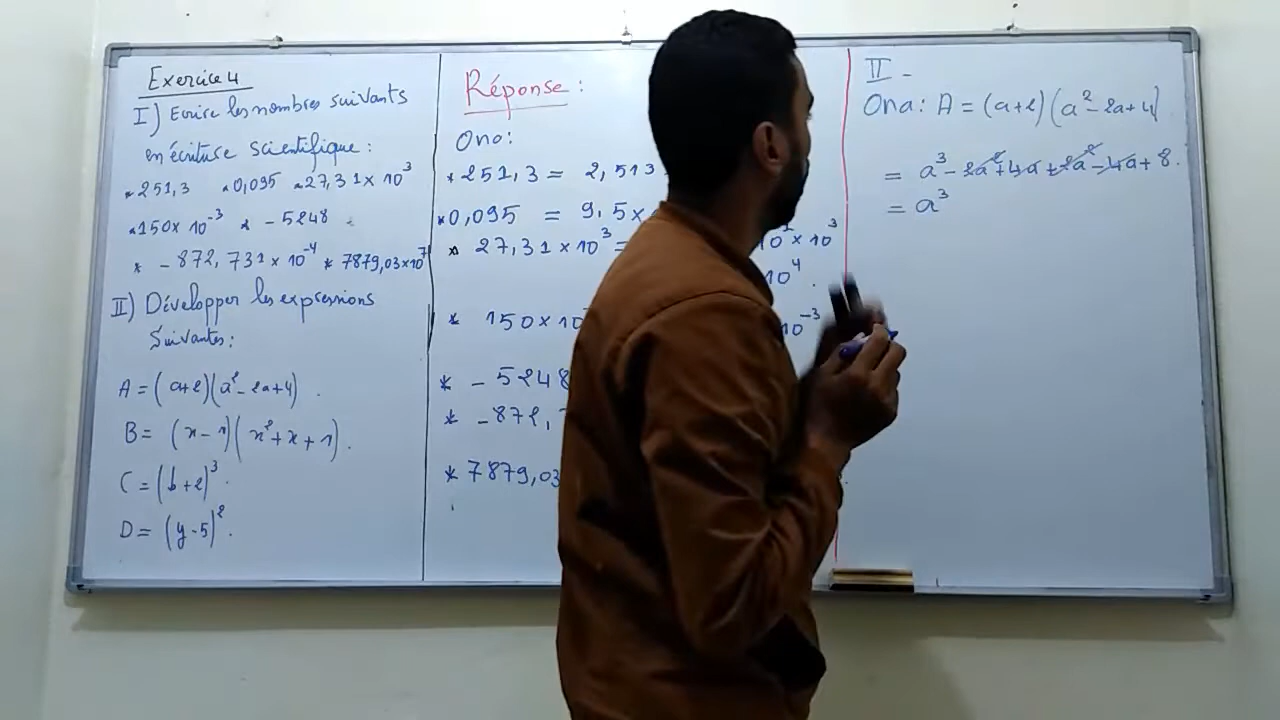 Exercice 4
I) Ecrire les nombres suivants
en écriture scientifique :
* 251,3 * 0,095 * 27,31 × 10³
* 150 × 10⁻³ * - 5248
* - 872,731 × 10⁻⁴ * 7879,03 × 10⁷
II) Développer les expressions
Suivantes :
A = (a+2)(a² - 2a + 4).
B = (x - 1)(x² + x + 1).
C = (b + 2)³.
D = (y - 5)².
Réponse :
Ona :
* 251,3 = 2,513
* 0,095 = 9,5 ×
* 27,31 × 10³ = 10¹ × 10³
10⁴.
* 150 × 10 10⁻³
* - 5248
* - 872,
* 7879,03
II -
Ona : A = (a+2)(a² - 2a + 4)
= a³ - 2a² + 4a + 2a² - 4a + 8.
= a³